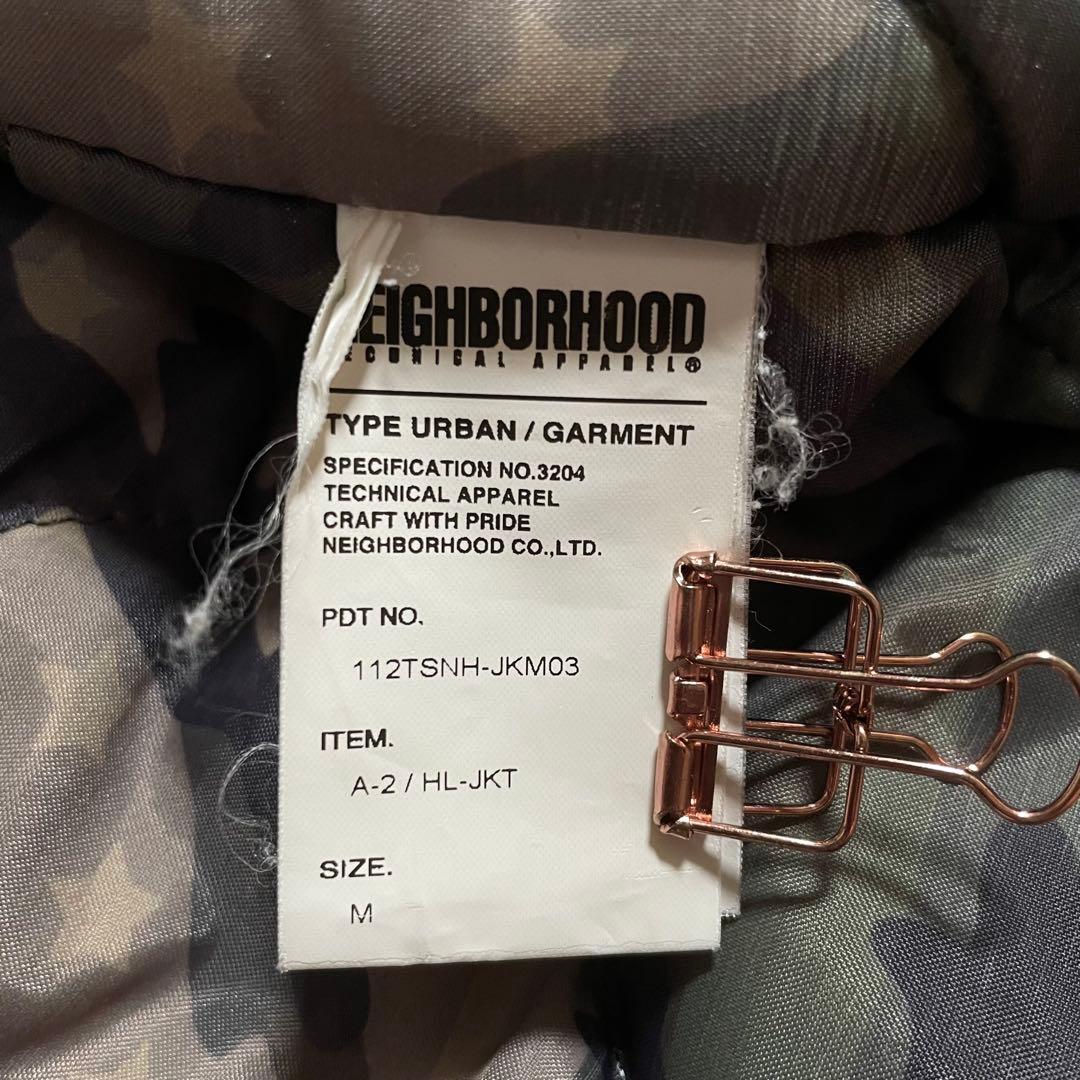 NEIGHBORHOOD
TECHNICAL APPAREL®
TYPE URBAN / GARMENT
SPECIFICATION NO.3204
TECHNICAL APPAREL
CRAFT WITH PRIDE
NEIGHBORHOOD CO.,LTD.
PDT NO.
112TSNH-JKM03
ITEM.
A-2 / HL-JKT
SIZE.
M